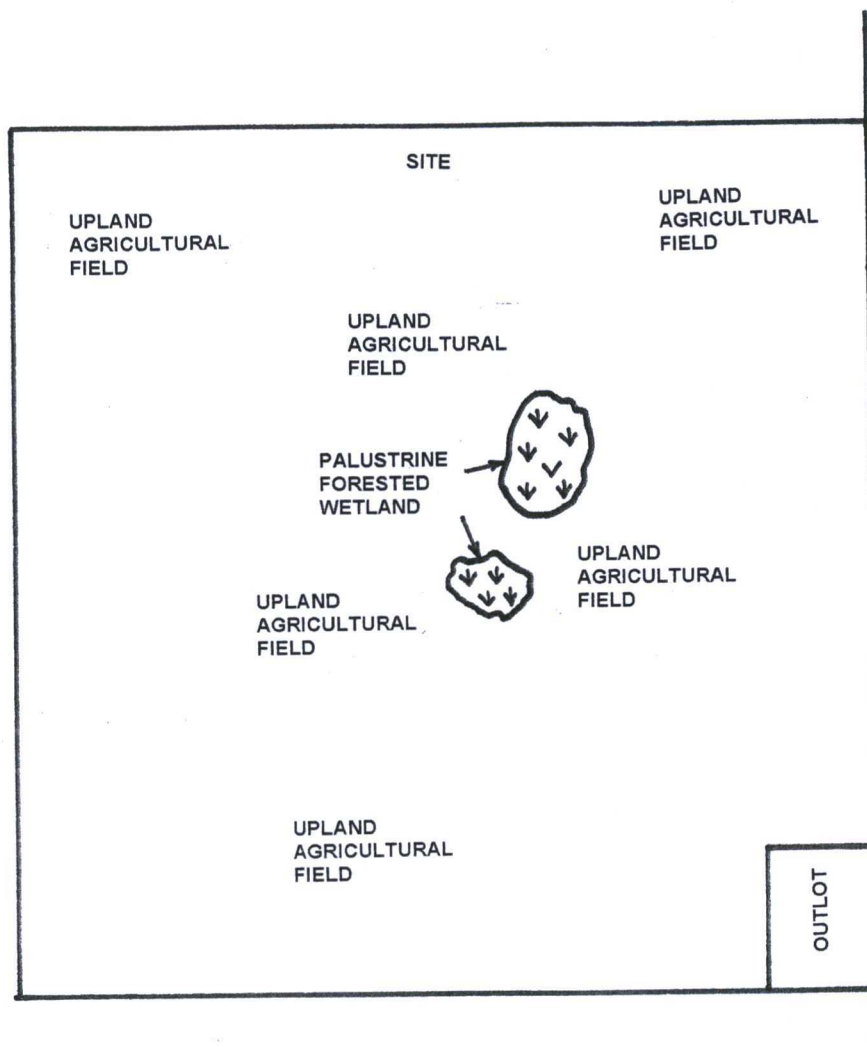 SITE
UPLAND
AGRICULTURAL
FIELD
UPLAND
AGRICULTURAL
FIELD
UPLAND
AGRICULTURAL
FIELD
PALUSTRINE
FORESTED
WETLAND
UPLAND
AGRICULTURAL
FIELD
UPLAND
AGRICULTURAL
FIELD
UPLAND
AGRICULTURAL
FIELD
OUTLOT